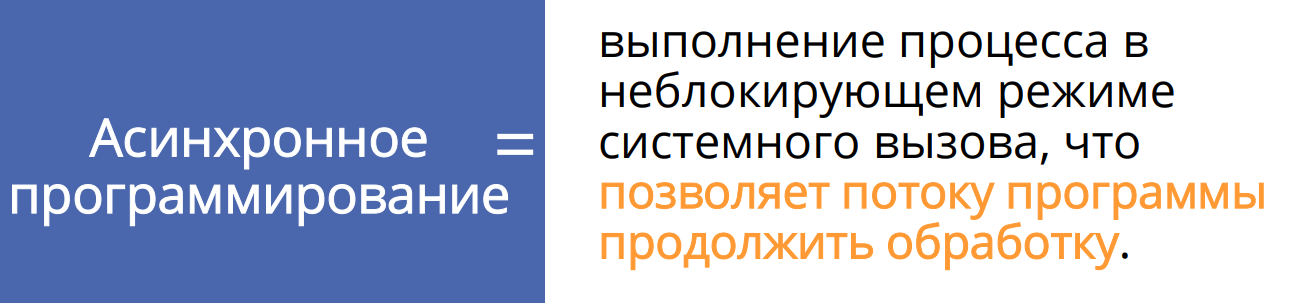 Асинхронное
программирование
=
выполнение процесса в
неблокирующем режиме
системного вызова, что
позволяет потоку программы
продолжить обработку.